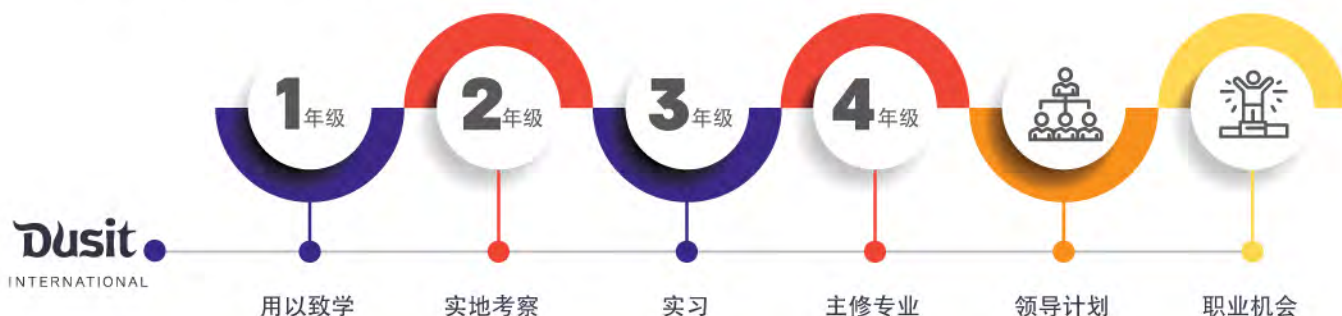 1年级
2年级
3年级
4年级
Dusit
INTERNATIONAL
用以致学
实地考察
实习
主修专业
领导计划
职业机会